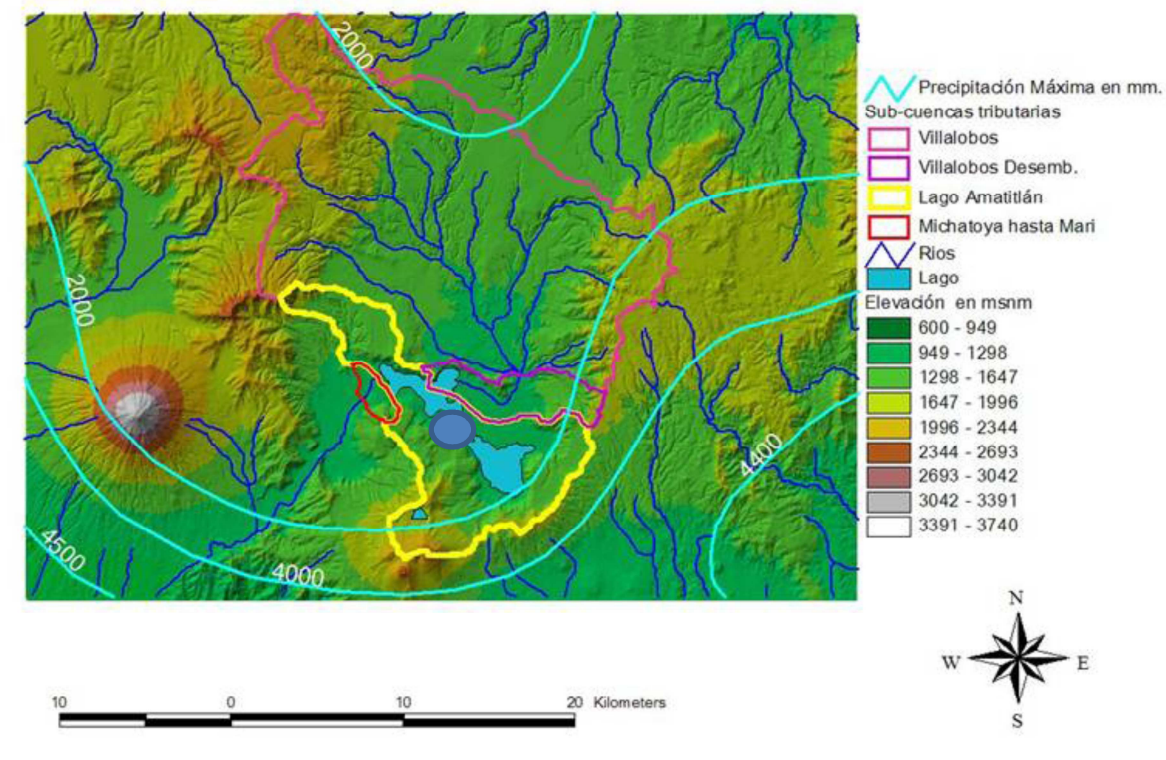 2000
2000
4400
4500
4000
Precipitación Máxima en mm.
Sub-cuencas tributarias
Villalobos
Villalobos Desemb.
Lago Amatitlán
Michatoya hasta Mari
Rios
Lago
Elevación en msnm
600 - 949
949 - 1298
1298 - 1647
1647 - 1996
1996 - 2344
2344 - 2693
2693 - 3042
3042 - 3391
3391 - 3740
N
W E
S
10 0 10 20 Kilometers